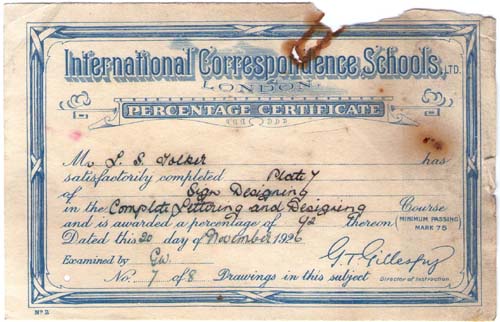 International Correspondence Schools, LTD.
LONDON
PERCENTAGE CERTIFICATE
Mr L. S. Tolker has
satisfactorily completed Plate 7
of Sign Designing
in the Complete Lettering and Designing Course
and is awarded a percentage of 92 thereon (MINIMUM PASSING MARK 75)
Dated this 20 day of November 1926
Examined by G.W. G. T. Gillespy
Director of Instruction.
No. 7 of 8 Drawings in this subject
No 2